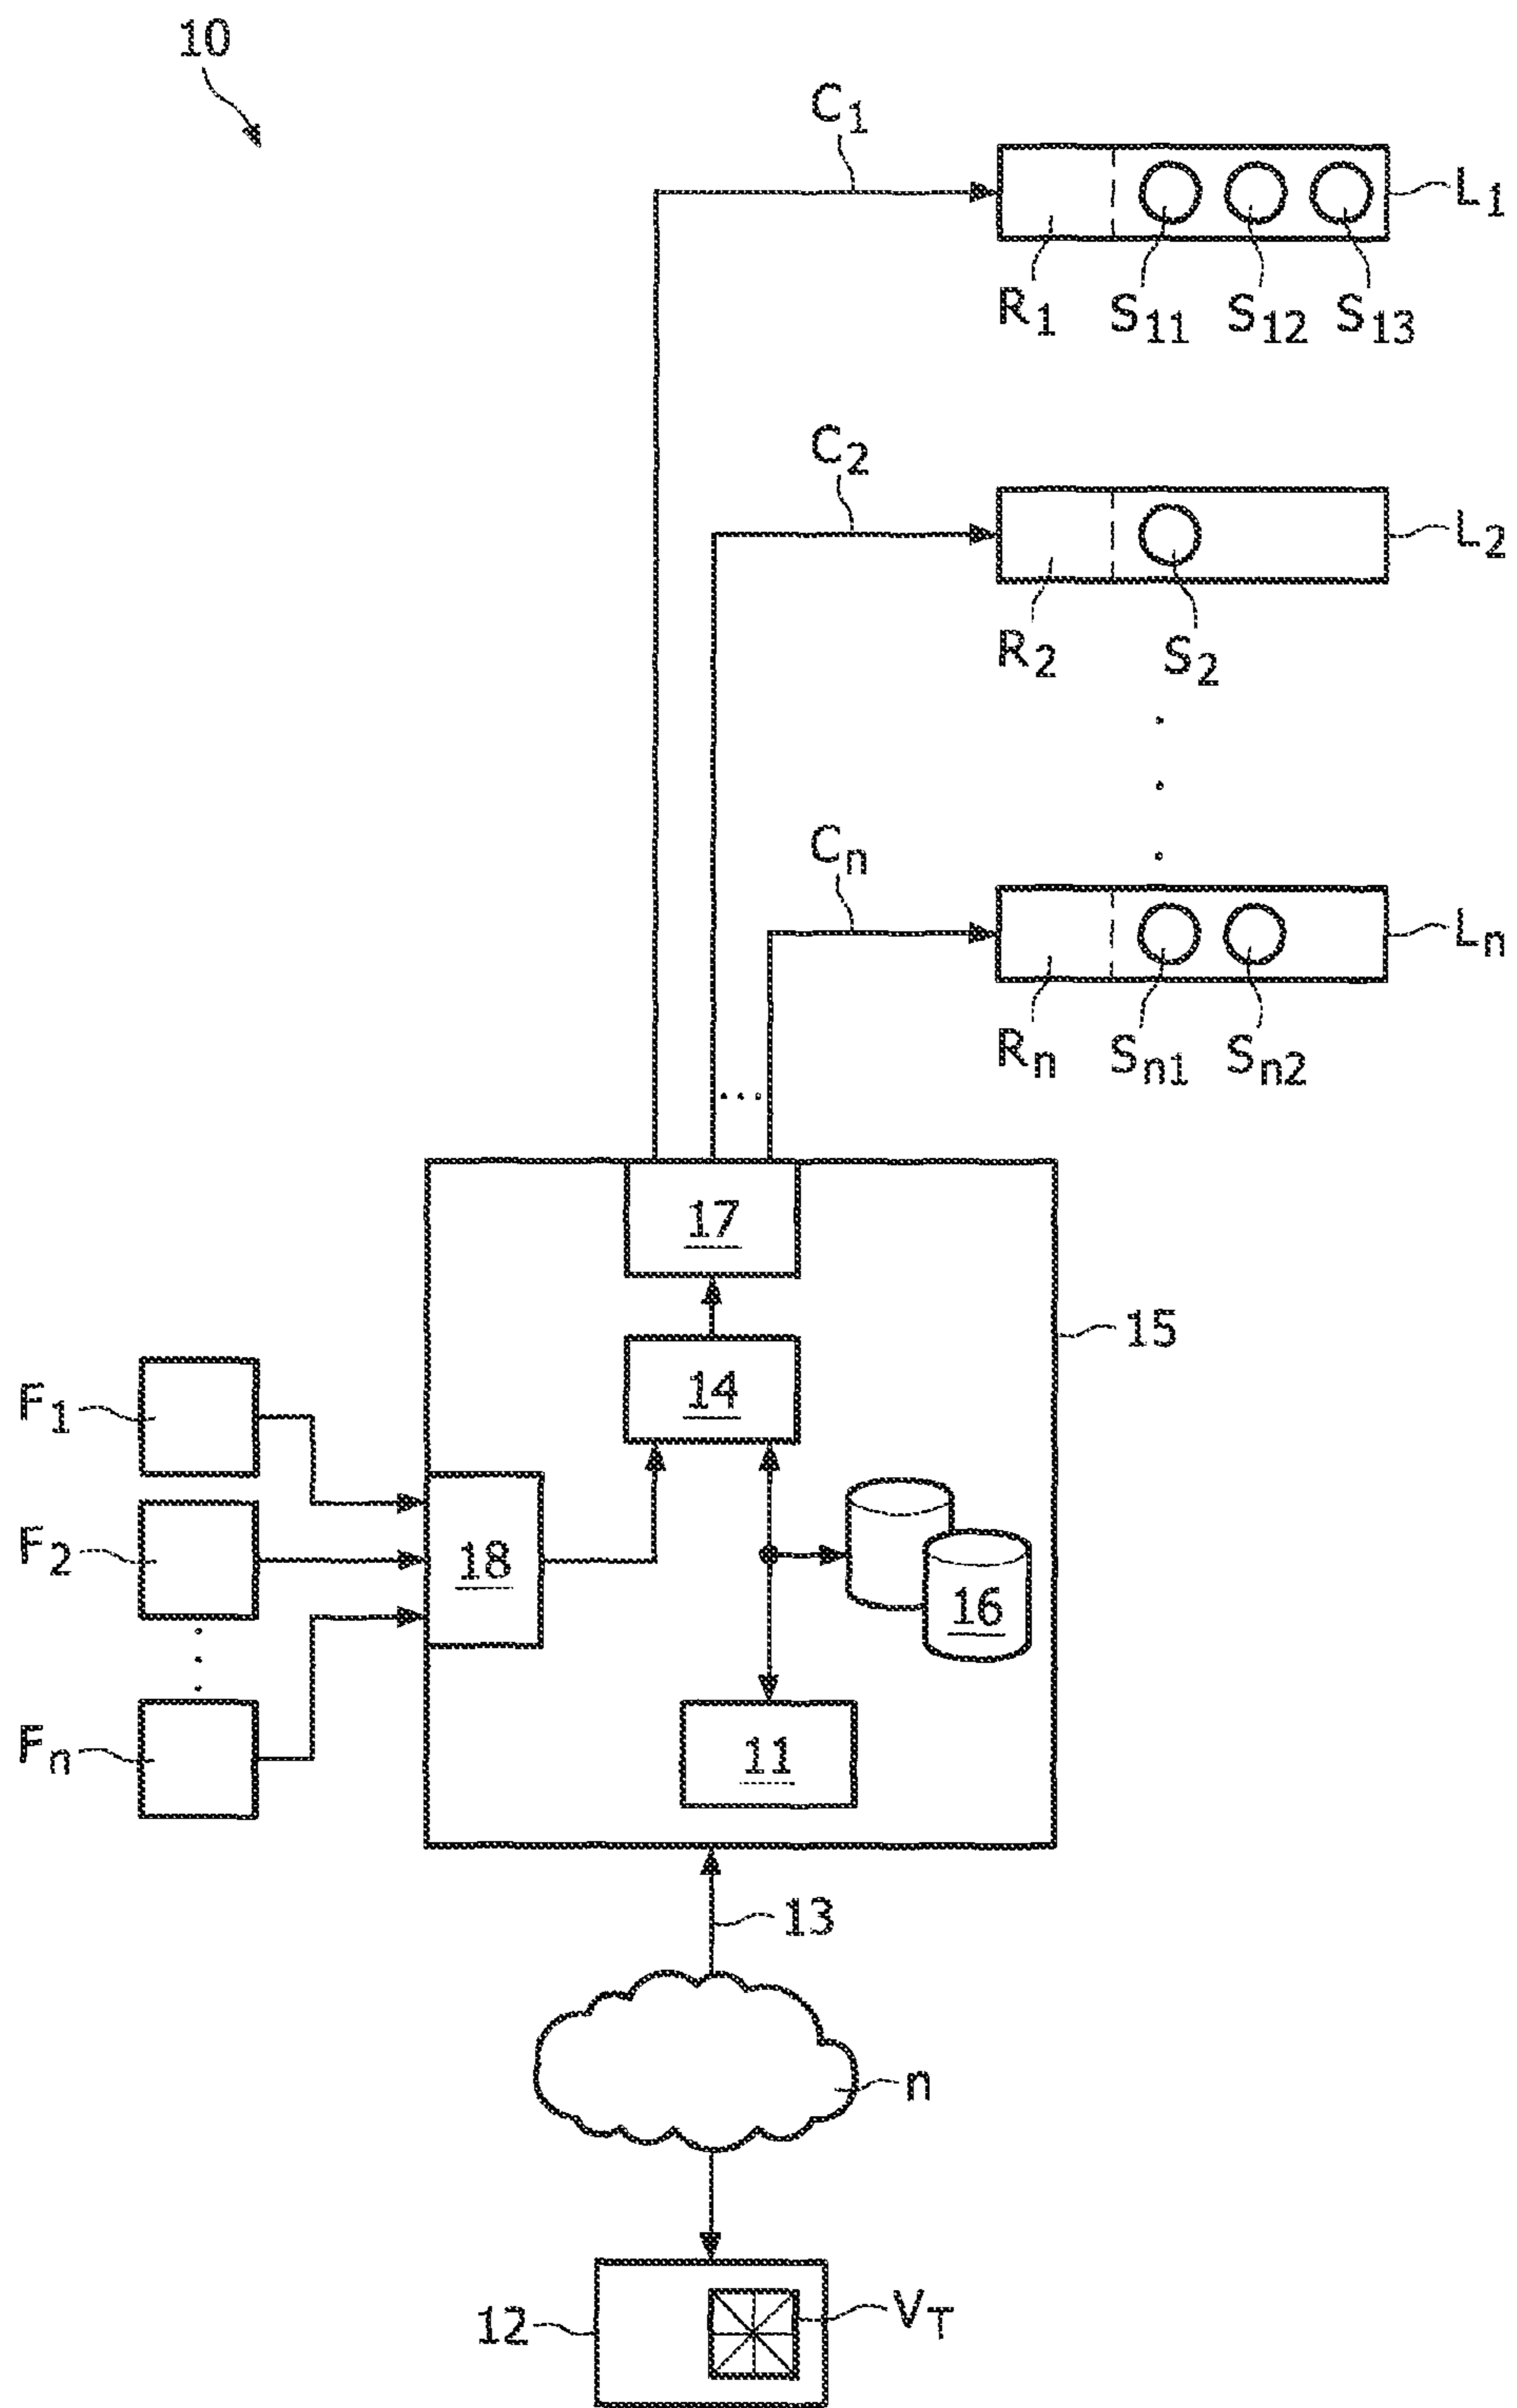 10
C1
L1
R1 S11 S12 S13
C2
L2
R2 S2
Cn
Ln
Rn Sn1 Sn2
...
17
15
14
F1
F2
18
16
Fn
11
13
n
12
VT